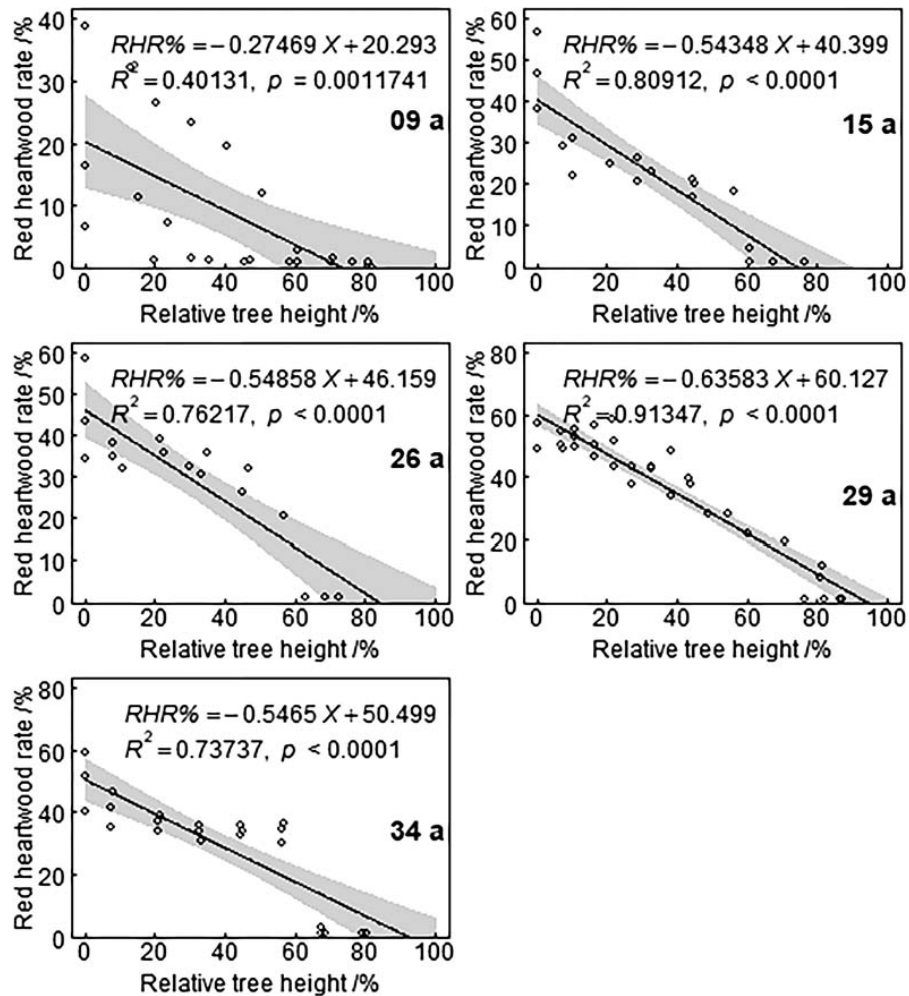 40
30
20
10
0
Red heartwood rate /%
RHR% = −0.27469 X + 20.293
R² = 0.40131, p = 0.0011741
09 a
0 20 40 60 80 100
Relative tree height /%
60
50
40
30
20
10
0
Red heartwood rate /%
RHR% = −0.54348 X + 40.399
R² = 0.80912, p < 0.0001
15 a
0 20 40 60 80 100
Relative tree height /%
60
50
40
30
20
10
0
Red heartwood rate /%
RHR% = −0.54858 X + 46.159
R² = 0.76217, p < 0.0001
26 a
0 20 40 60 80 100
Relative tree height /%
80
60
40
20
0
Red heartwood rate /%
RHR% = −0.63583 X + 60.127
R² = 0.91347, p < 0.0001
29 a
0 20 40 60 80 100
Relative tree height /%
80
60
40
20
0
Red heartwood rate /%
RHR% = −0.5465 X + 50.499
R² = 0.73737, p < 0.0001
34 a
0 20 40 60 80 100
Relative tree height /%